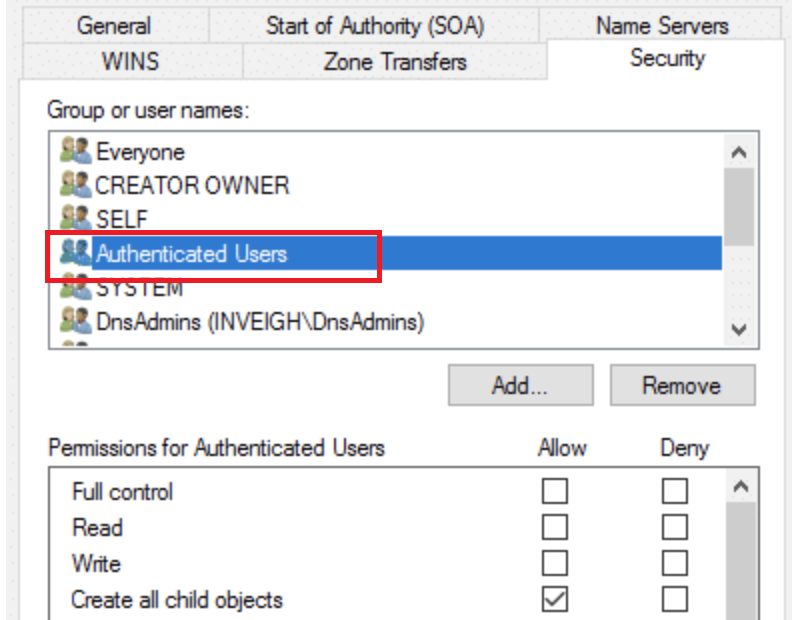 General Start of Authority (SOA) Name Servers
WINS Zone Transfers Security
Group or user names:
Everyone
CREATOR OWNER
SELF
Authenticated Users
SYSTEM
DnsAdmins (INVEIGH\DnsAdmins)
Add... Remove
Permissions for Authenticated Users Allow Deny
Full control
Read
Write
Create all child objects